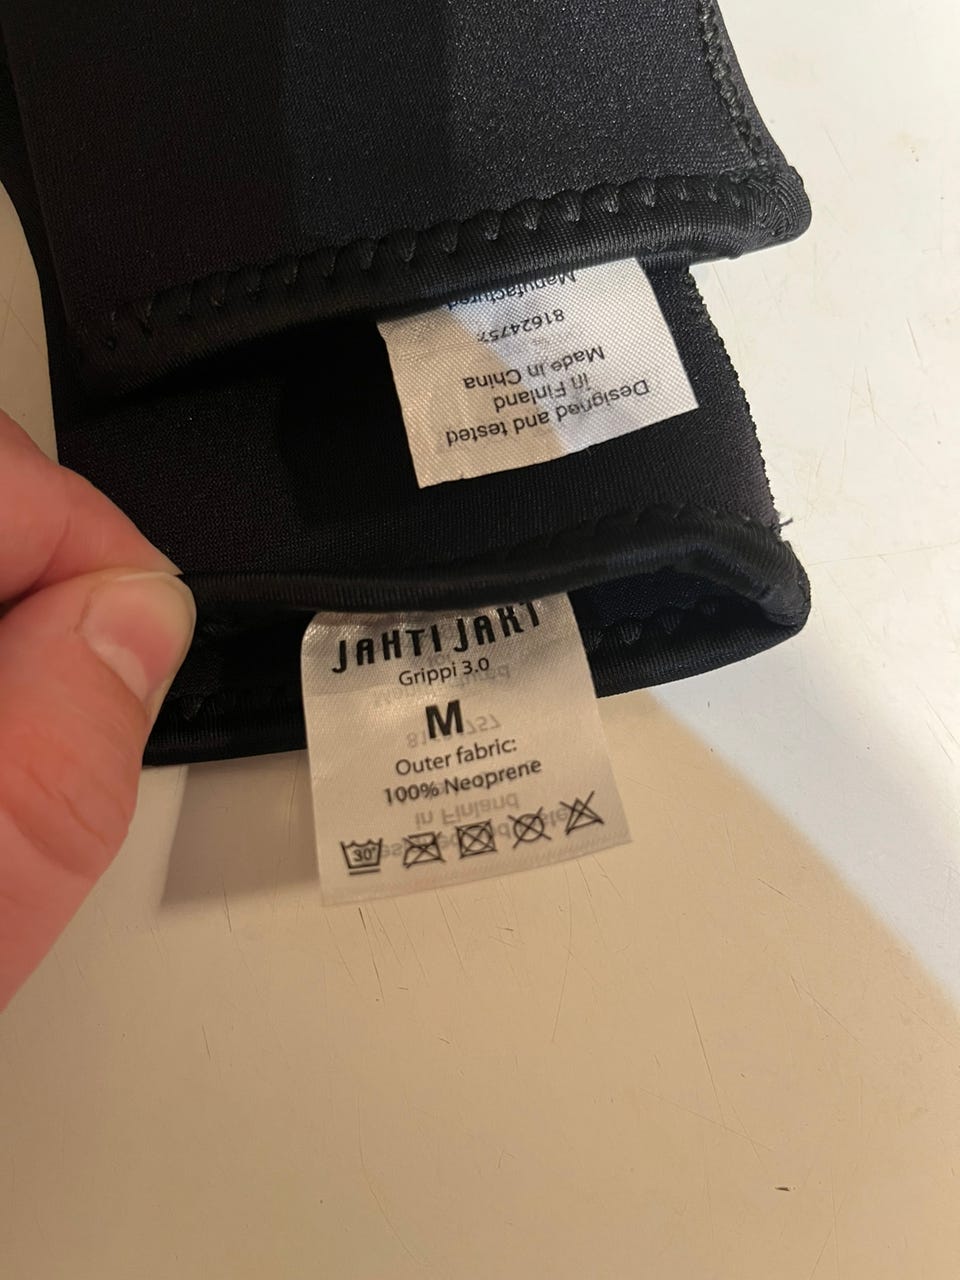 Designed and tested
in Finland
Made in China
81624757
Manufactured
JAHTI JAKT
Grippi 3.0
M
Outer fabric:
100% Neoprene
30°